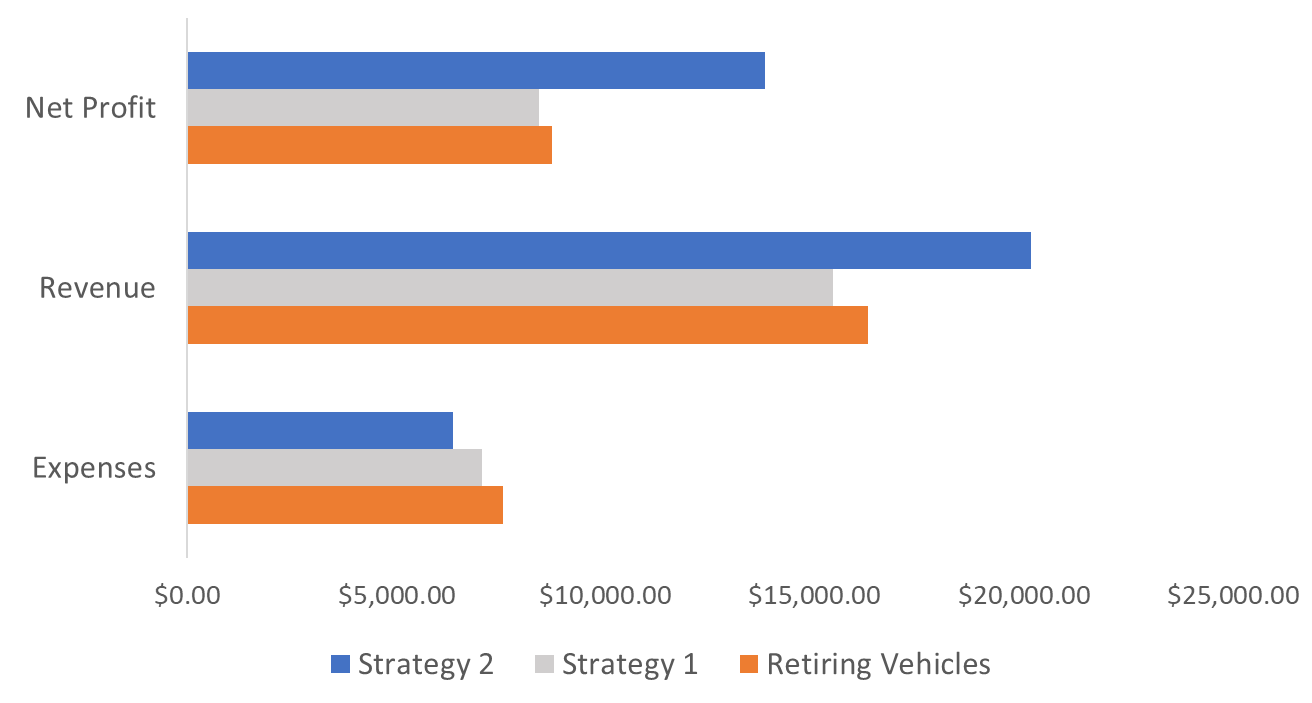 Net Profit
Revenue
Expenses
$0.00 $5,000.00 $10,000.00 $15,000.00 $20,000.00 $25,000.00
Strategy 2 Strategy 1 Retiring Vehicles